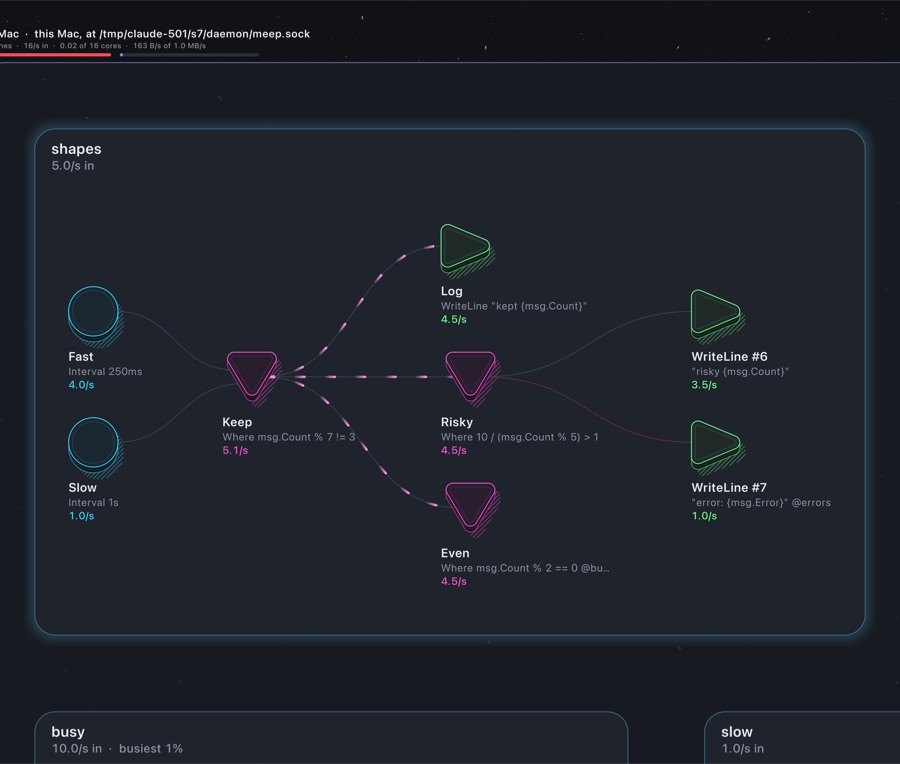 Mac · this Mac, at /tmp/claude-501/s7/daemon/meep.sock
nes · 16/s in · 0.02 of 16 cores · 163 B/s of 1.0 MB/s
shapes
5.0/s in
Log
WriteLine "kept {msg.Count}"
4.5/s
Fast
Interval 250ms
4.0/s
WriteLine #6
"risky {msg.Count}"
3.5/s
Keep
Where msg.Count % 7 != 3
5.1/s
Risky
Where 10 / (msg.Count % 5) > 1
4.5/s
Slow
Interval 1s
1.0/s
WriteLine #7
"error: {msg.Error}" @errors
1.0/s
Even
Where msg.Count % 2 == 0 @bu…
4.5/s
busy
10.0/s in · busiest 1%
slow
1.0/s in